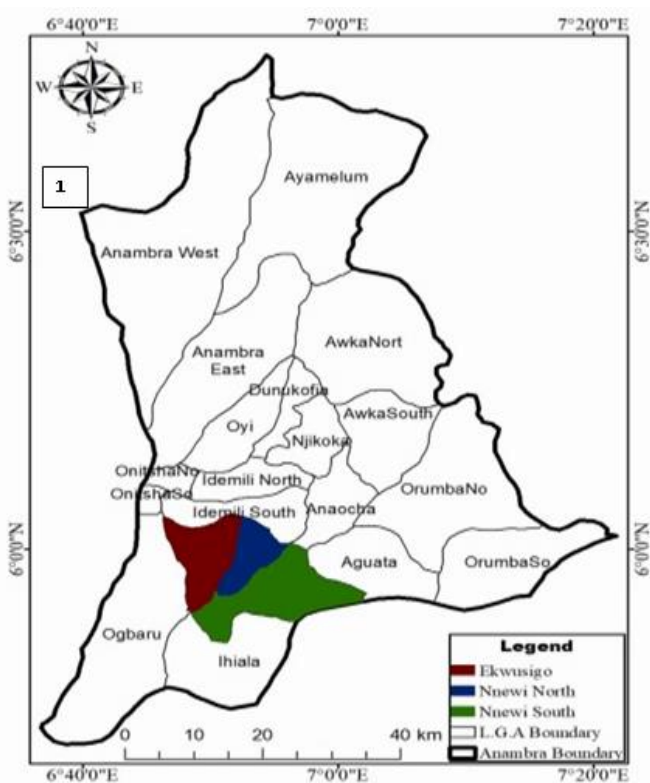 6°40'0"E 7°0'0"E 7°20'0"E
N
W E
S
1
Ayamelum
6°30'0"N 6°30'0"N
Anambra West
AwkaNort
Anambra
East
Dunukofia
AwkaSouth
Oyi
Njikoka
OnitshaNo
Idemili North
OrumbaNo
OnitshaSo
Idemili South
Anaocha
6°0'0"N 6°0'0"N
Aguata
OrumbaSo
Ogbaru
Ihiala
Legend
Ekwusigo
Nnewi North
Nnewi South
L.G.A Boundary
Anambra Boundary
0 10 20 40 km
6°40'0"E 7°0'0"E 7°20'0"E